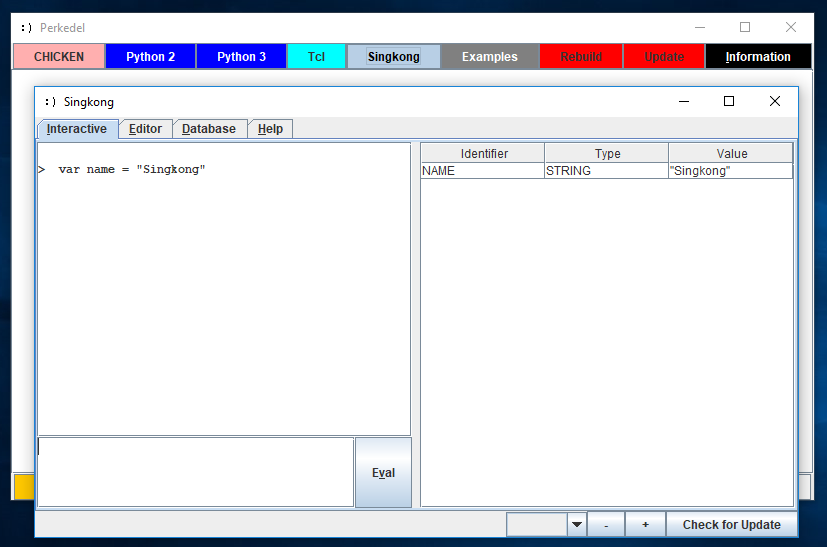 :) Perkedel
CHICKEN Python 2 Python 3 Tcl Singkong Examples Rebuild Update Information
:) Singkong
Interactive Editor Database Help
> var name = "Singkong"
Identifier Type Value
NAME STRING "Singkong"
Eval
- + Check for Update